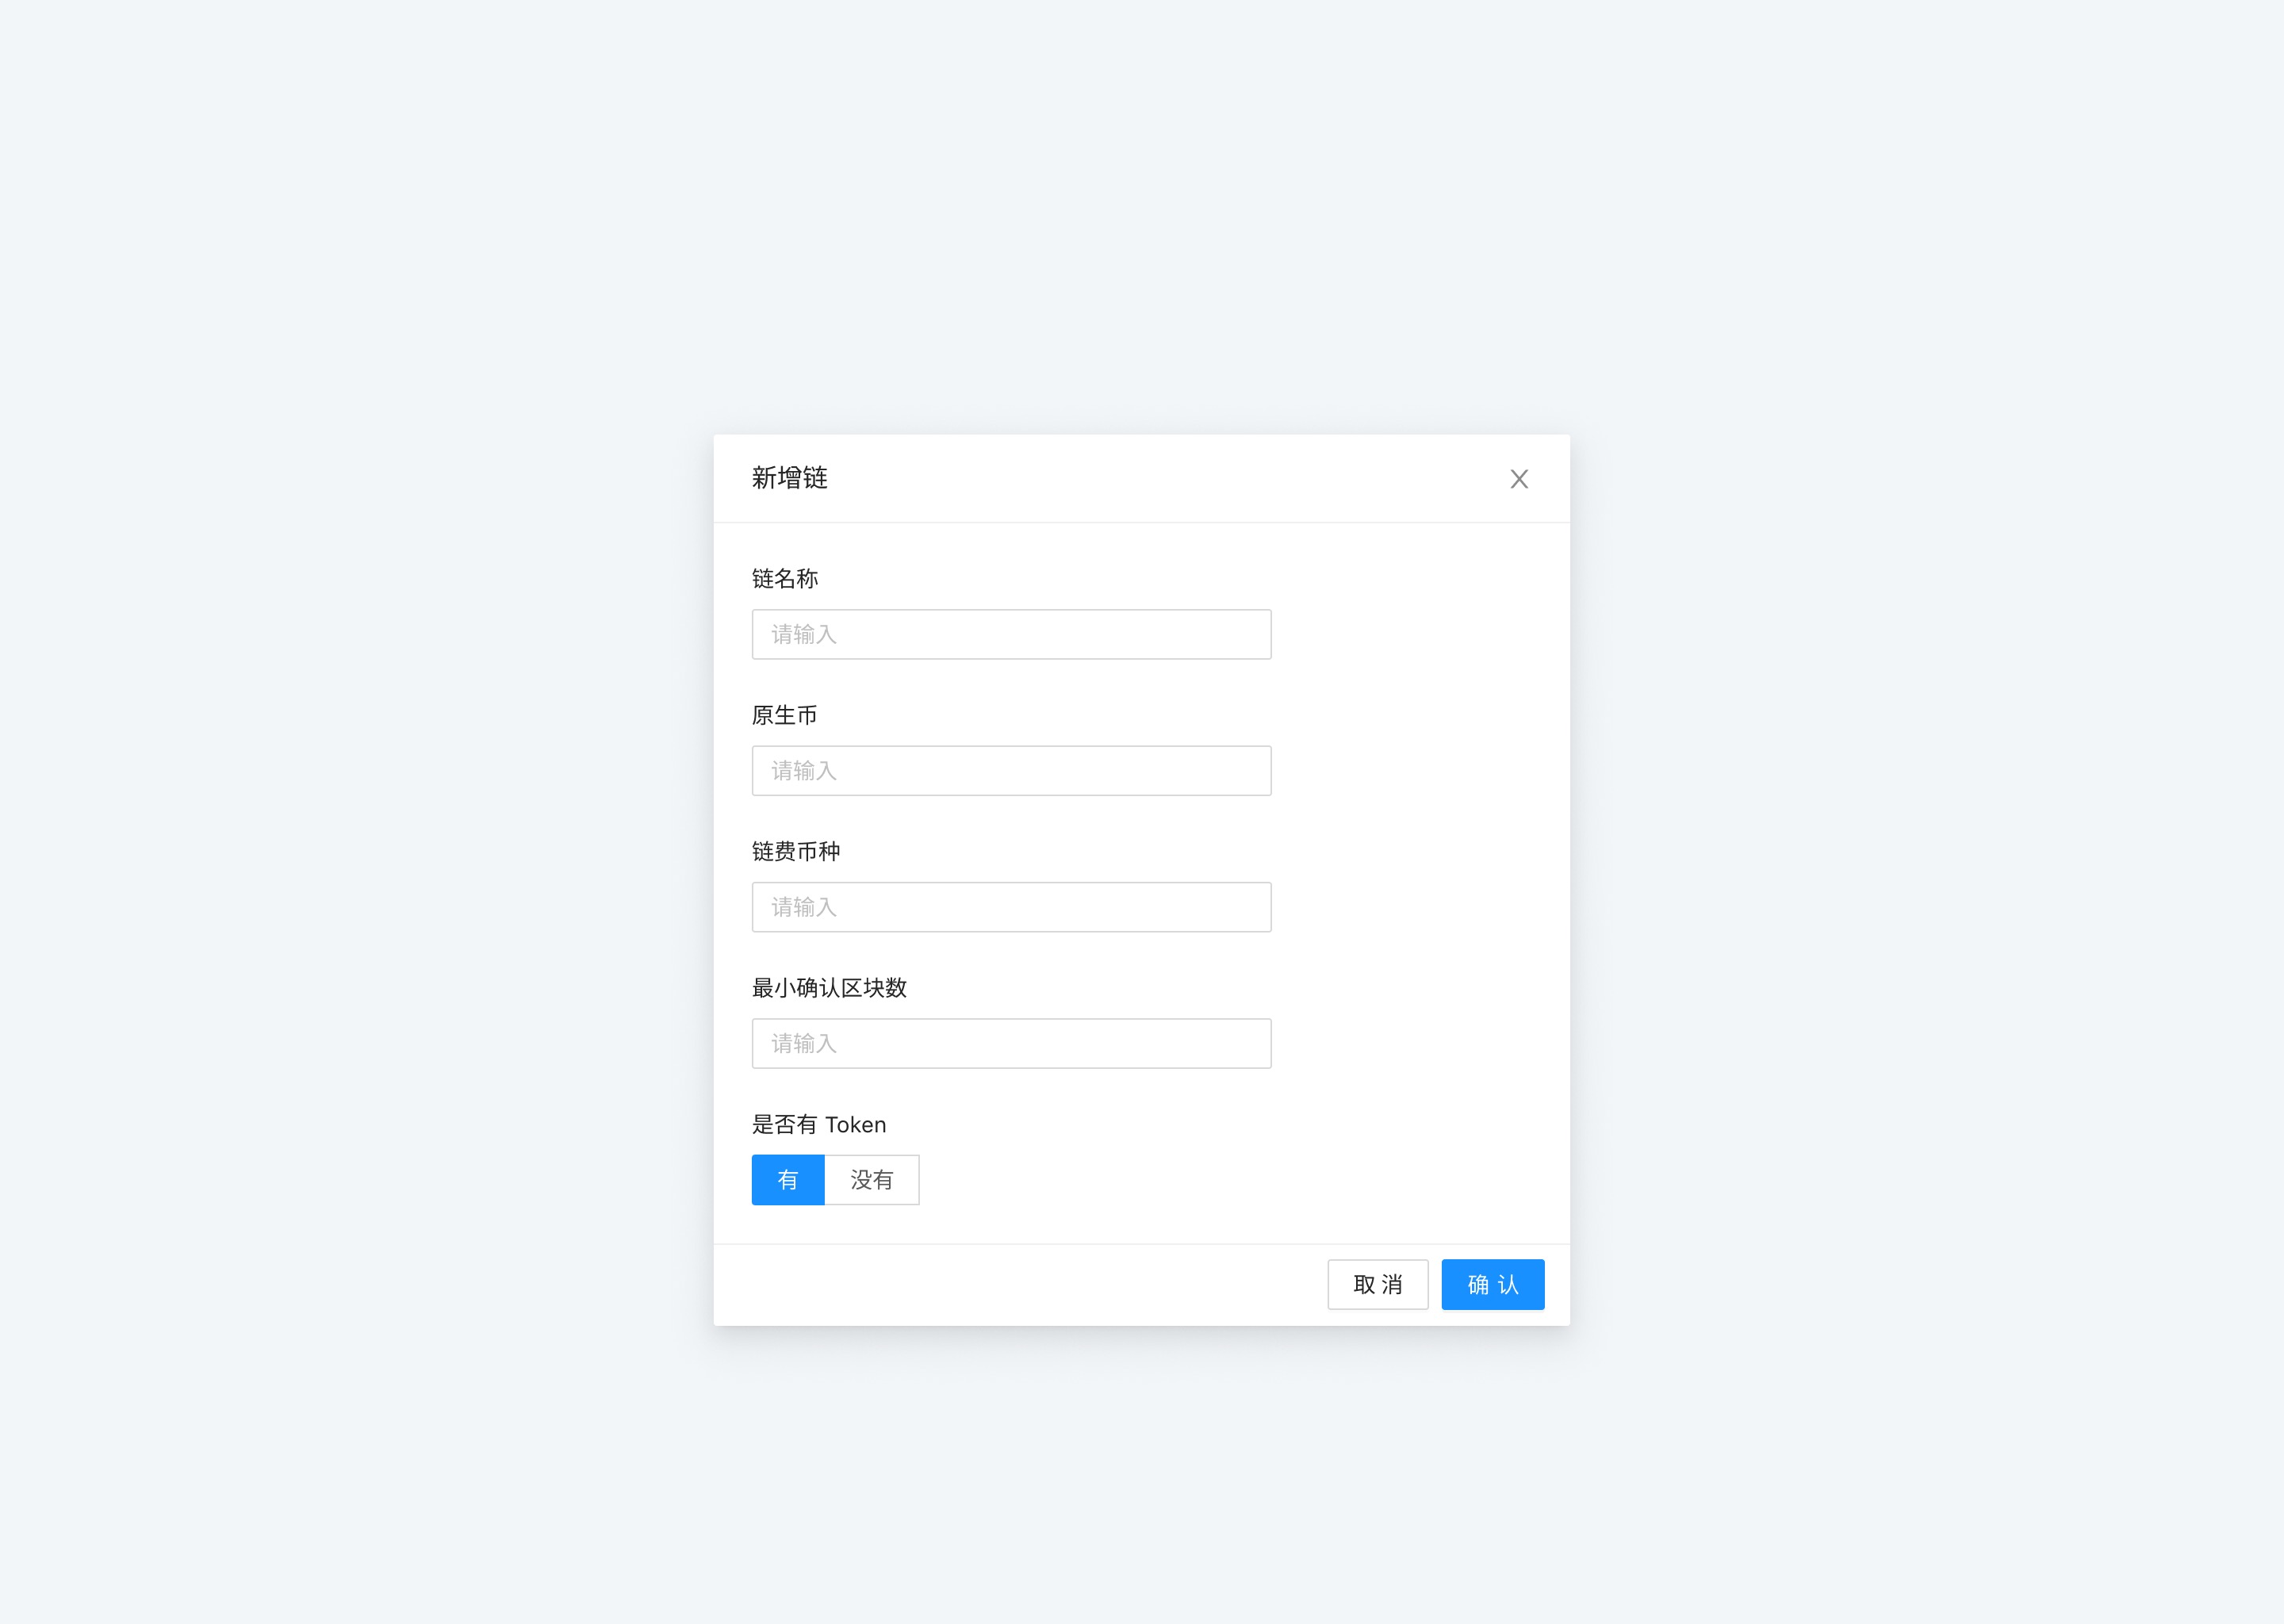 新增链
链名称
请输入
原生币
请输入
链费币种
请输入
最小确认区块数
请输入
是否有 Token
有 没有
取 消 确 认